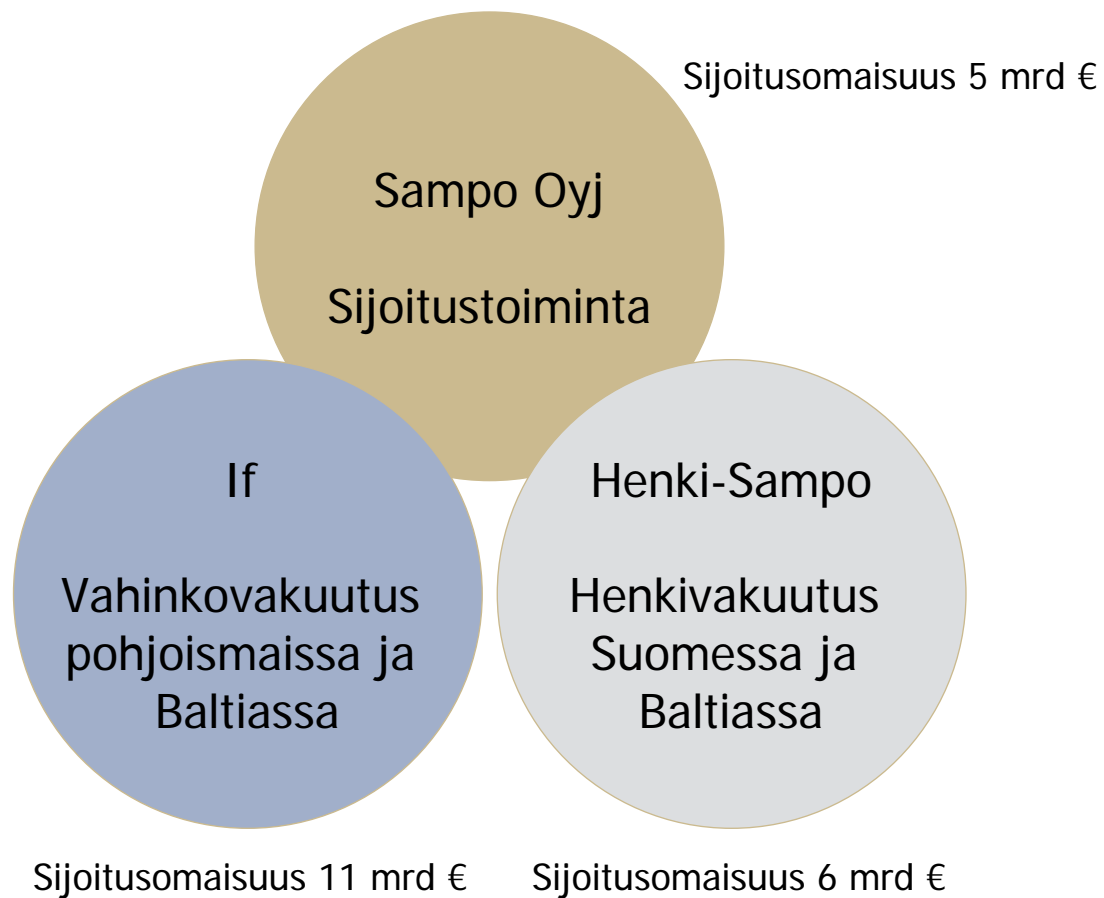 Sijoitusomaisuus 5 mrd €
Sampo Oyj
Sijoitustoiminta
If
Vahinkovakuutus
pohjoismaissa ja
Baltiassa
Henki-Sampo
Henkivakuutus
Suomessa ja
Baltiassa
Sijoitusomaisuus 11 mrd €
Sijoitusomaisuus 6 mrd €